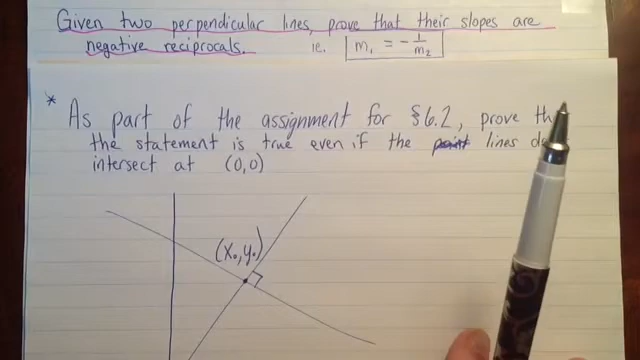 Given two perpendicular lines, prove that their slopes are
negative reciprocals. ie. m₁ = -1/m₂
* As part of the assignment for §6.2, prove
the statement is true even if the lines
intersect at (0,0)
(x₀, y₀)